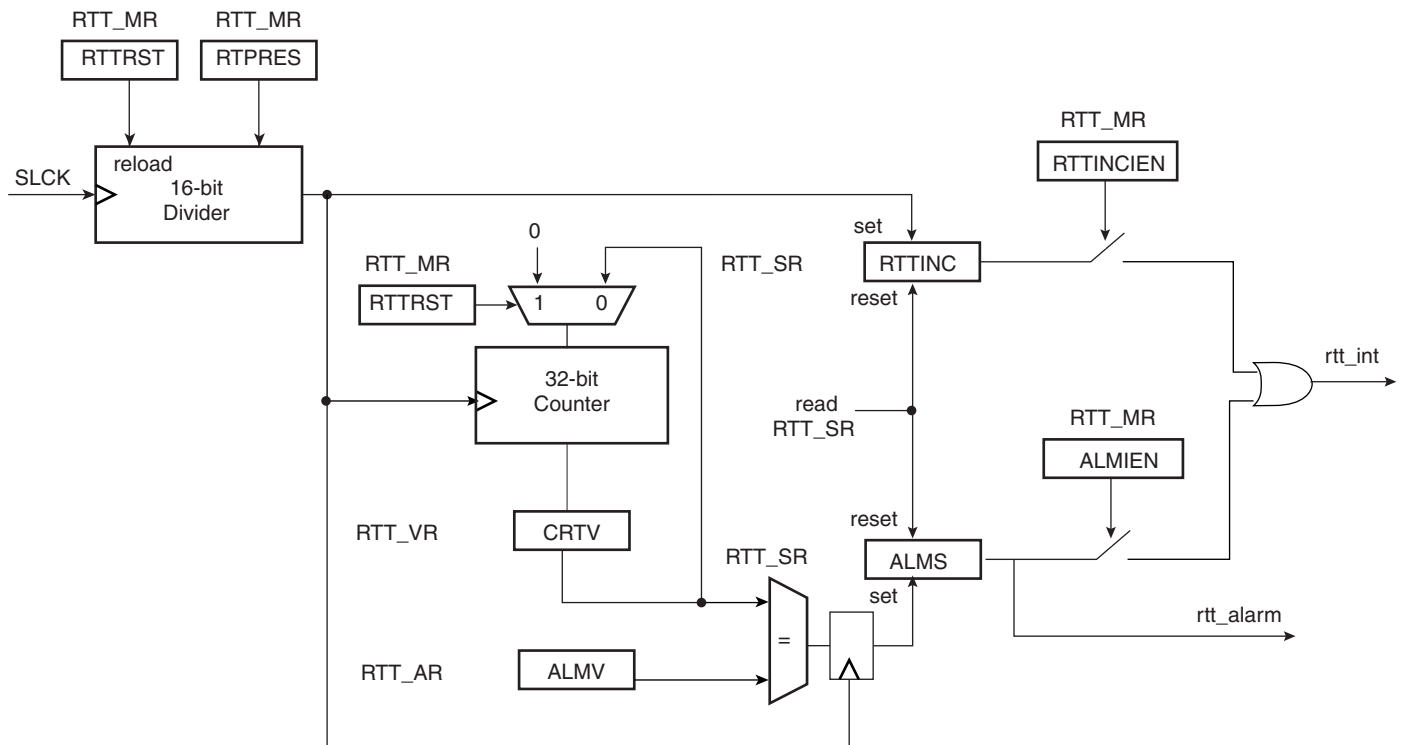 RTT_MR
RTT_MR
RTTRST
RTPRES
reload
16-bit
Divider
SLCK
RTT_MR
RTTINCIEN
0
set
RTTINC
reset
RTT_SR
RTT_MR
RTTRST
1 0
32-bit
Counter
read
RTT_SR
rtt_int
RTT_MR
ALMIEN
RTT_VR
CRTV
RTT_SR
reset
ALMS
set
rtt_alarm
=
RTT_AR
ALMV